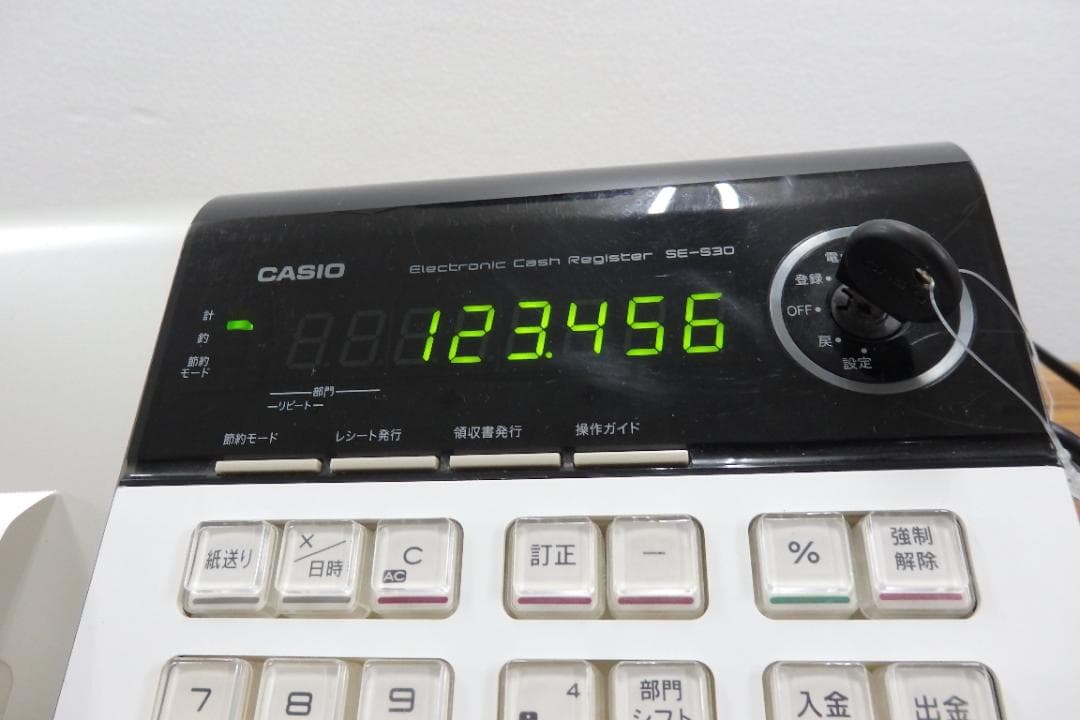 CASIO
Electronic Cash Register SE-S30
計
釣
節約
モード
123.456
部門
リピート
登録
OFF
戻
設定
節約モード
レシート発行
領収書発行
操作ガイド
紙送り
×/日時
C
AC
訂正
－
%
強制
解除
7
8
9
4
部門
シフト
入金
出金